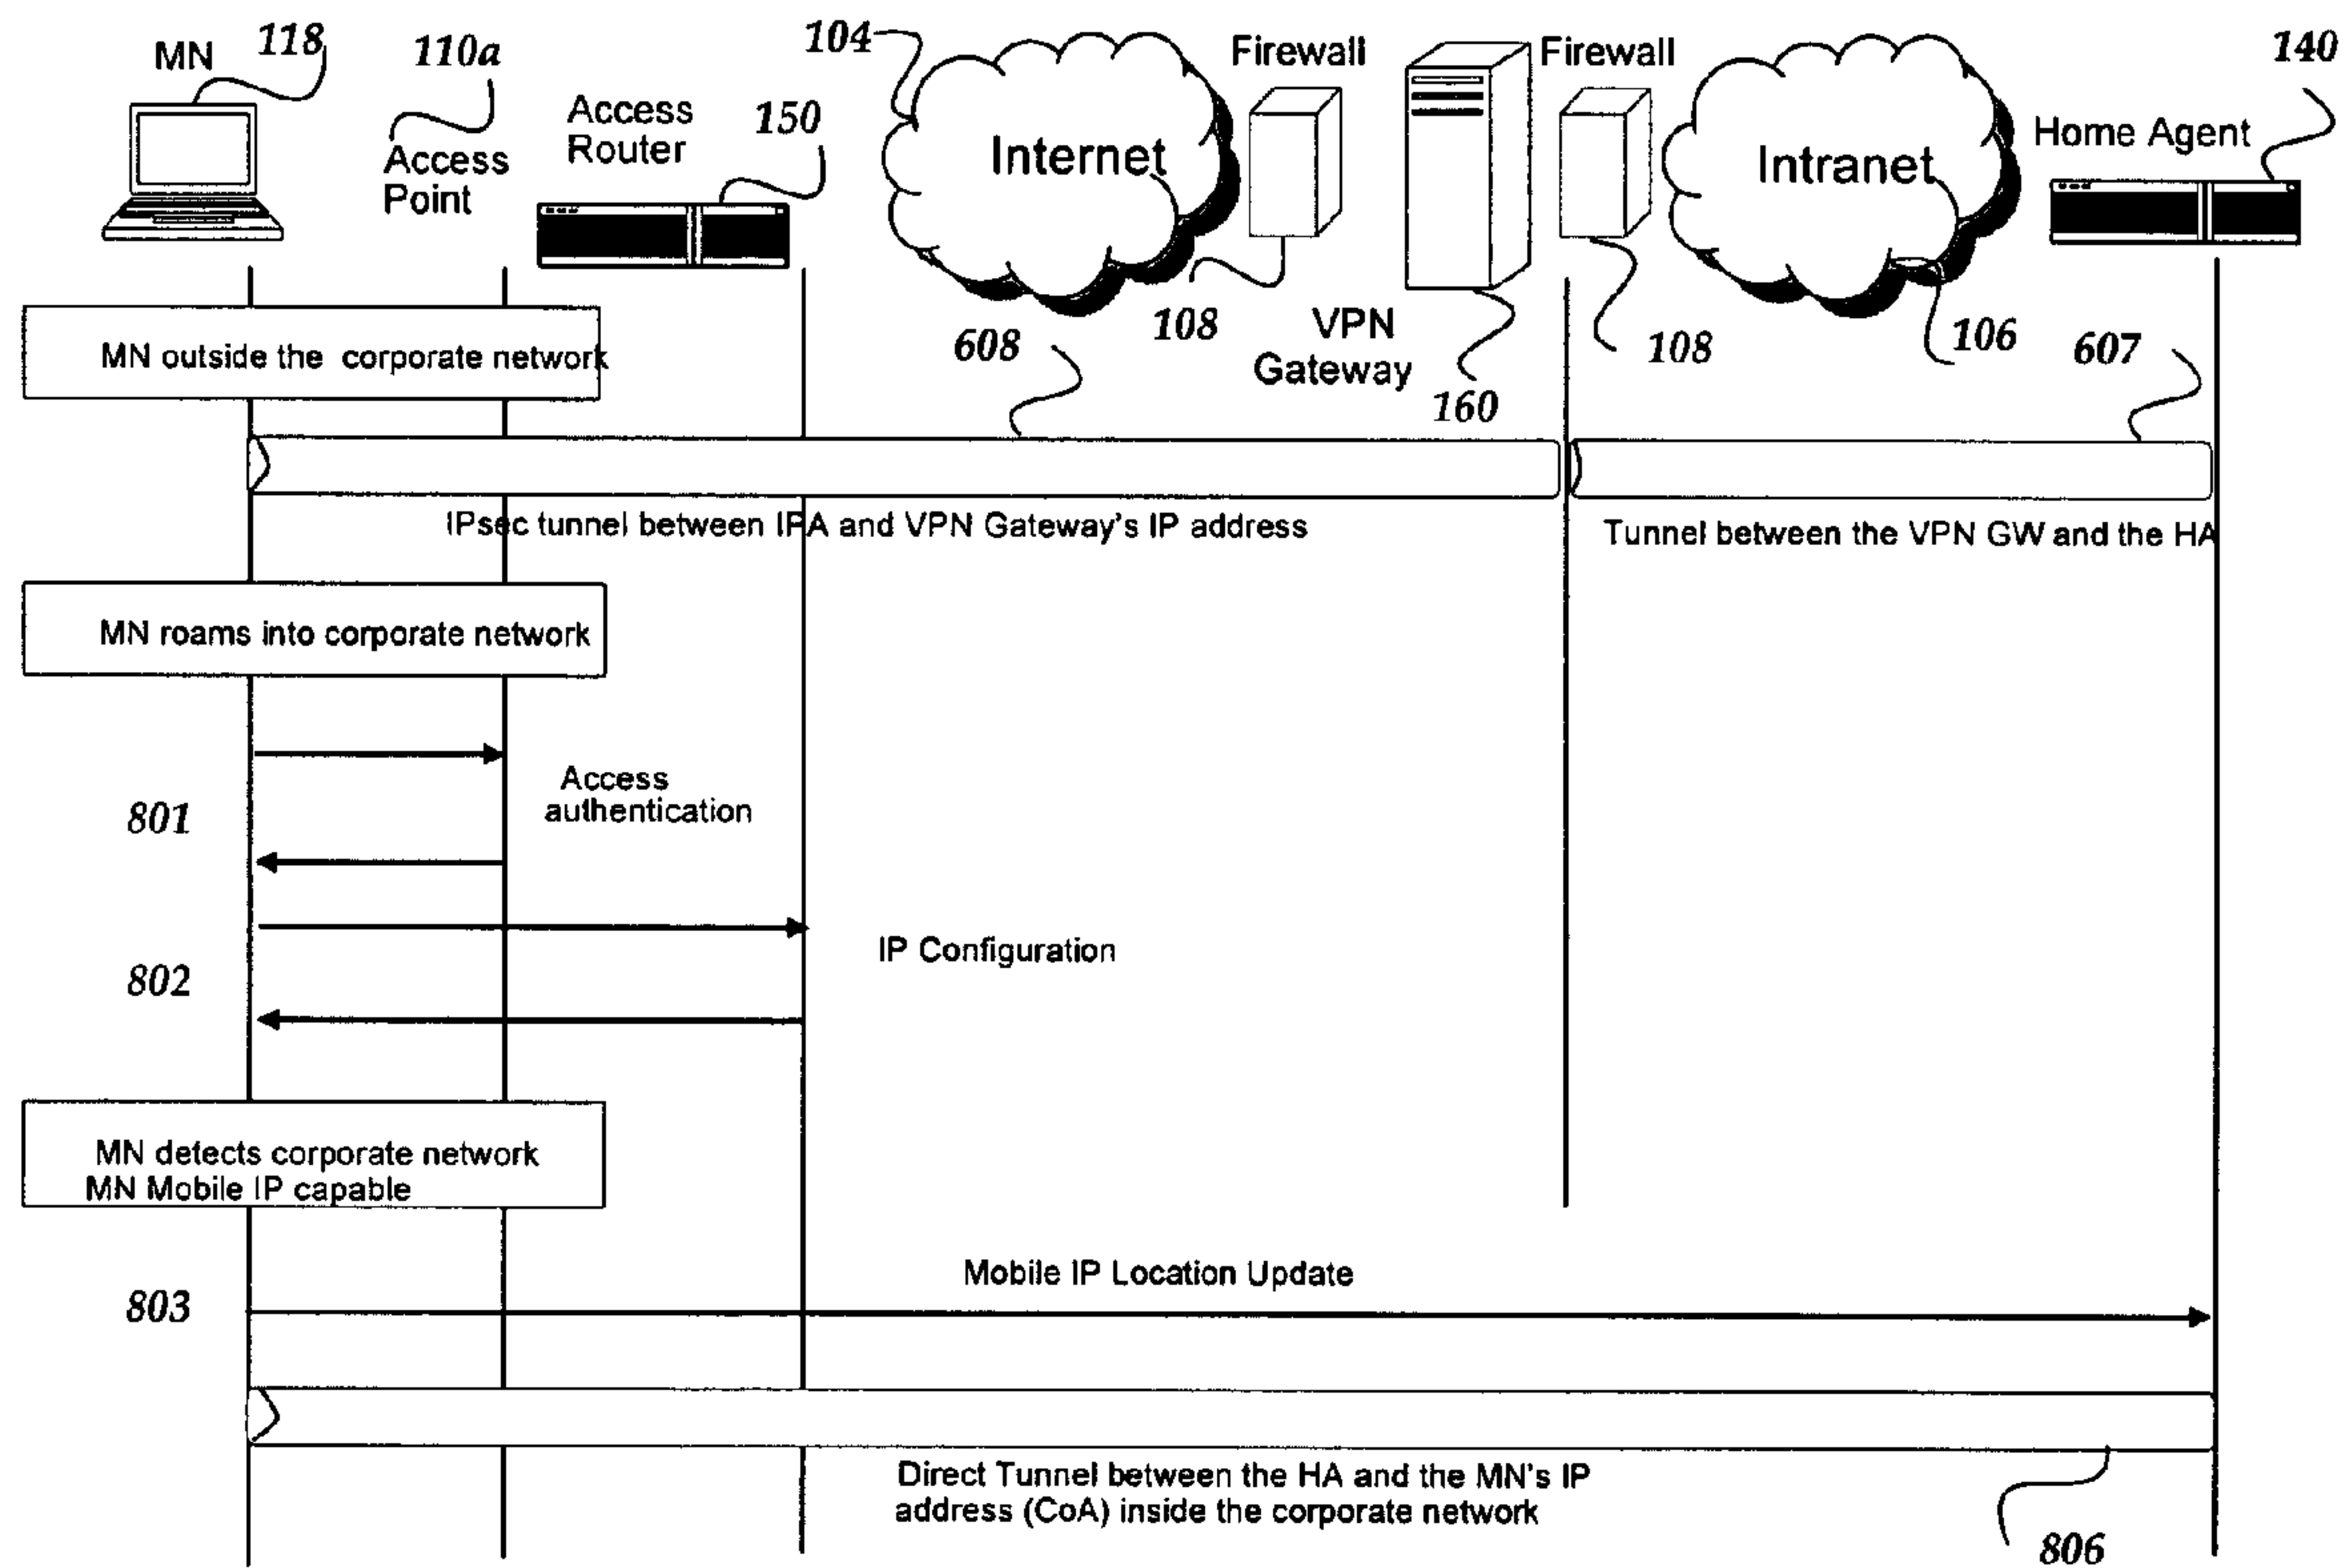 MN
118
110a
Access
Point
Access
Router
150
104
Internet
Firewall
108
VPN
Gateway
160
Firewall
108
Intranet
106
Home Agent
140
608
607
MN outside the corporate network
IPsec tunnel between IPA and VPN Gateway's IP address
Tunnel between the VPN GW and the HA
MN roams into corporate network
801
Access
authentication
802
IP Configuration
MN detects corporate network
MN Mobile IP capable
803
Mobile IP Location Update
Direct Tunnel between the HA and the MN's IP
address (CoA) inside the corporate network
806